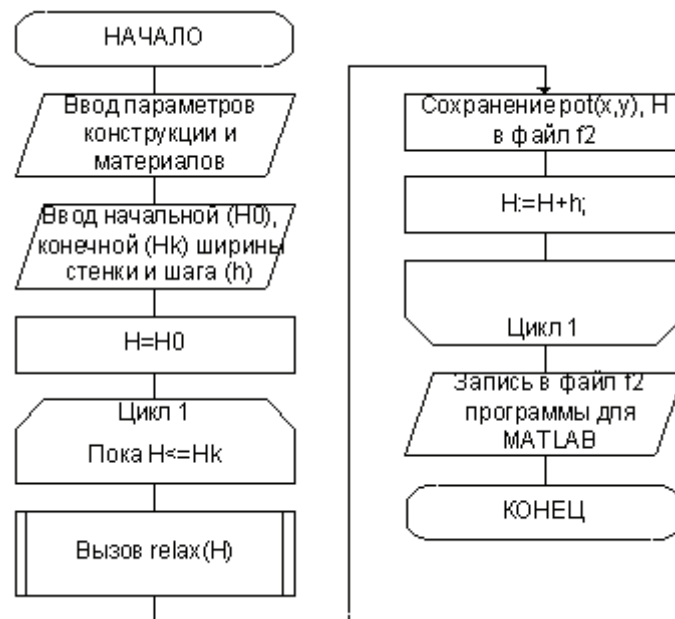 НАЧАЛО
Ввод параметров
конструкции и
материалов
Ввод начальной (H0),
конечной (Hk) ширины
стенки и шага (h)
H=H0
Цикл 1
Пока H<=Hk
Вызов relax(H)
Сохранение pot(x,y), H
в файл f2
H:=H+h;
Цикл 1
Запись в файл f2
программы для
MATLAB
КОНЕЦ